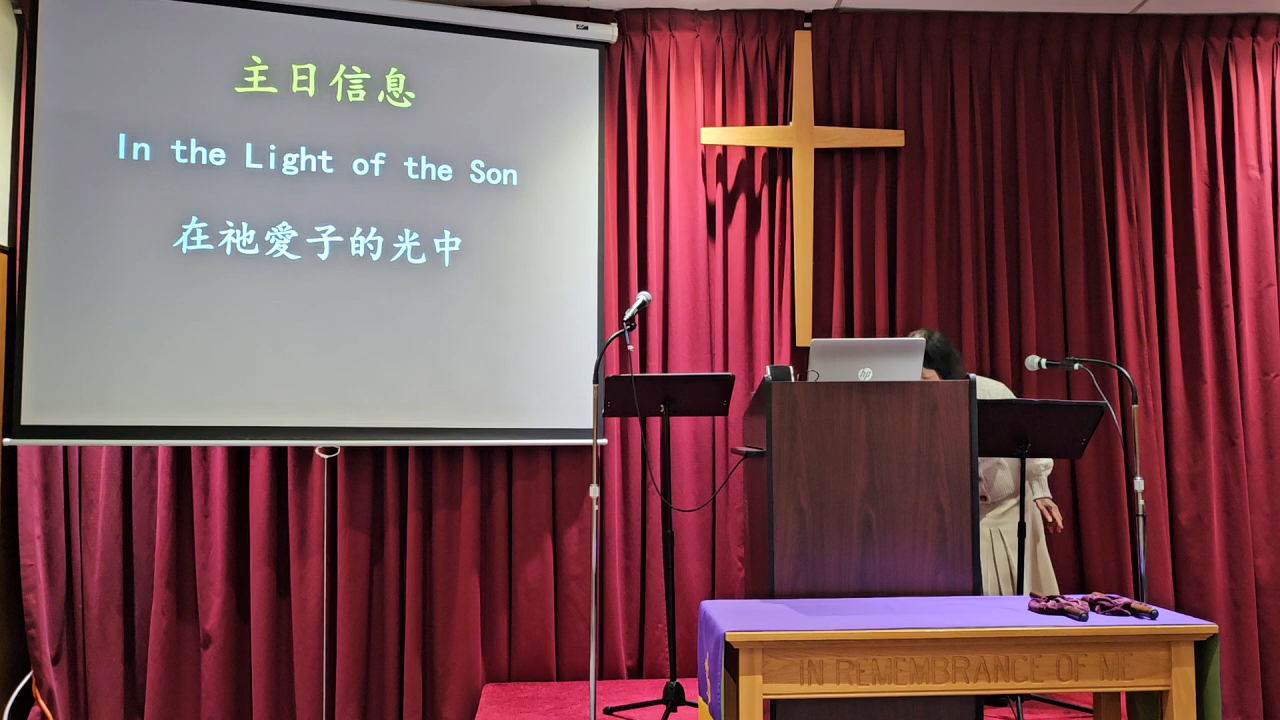 主日信息
In the Light of the Son
在祂愛子的光中
hp
IN REMEMBRANCE OF ME